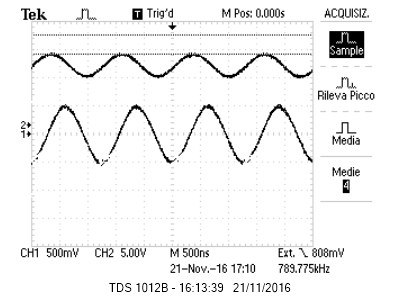 Tek T Trig'd M Pos: 0.000s ACQUISIZ.
Sample
Rileva Picco
Media
Medie
4
2
1
CH1 500mV CH2 5.00V M 500ns Ext. \ 808mV
21-Nov.-16 17:10 789.775kHz
TDS 1012B - 16:13:39 21/11/2016